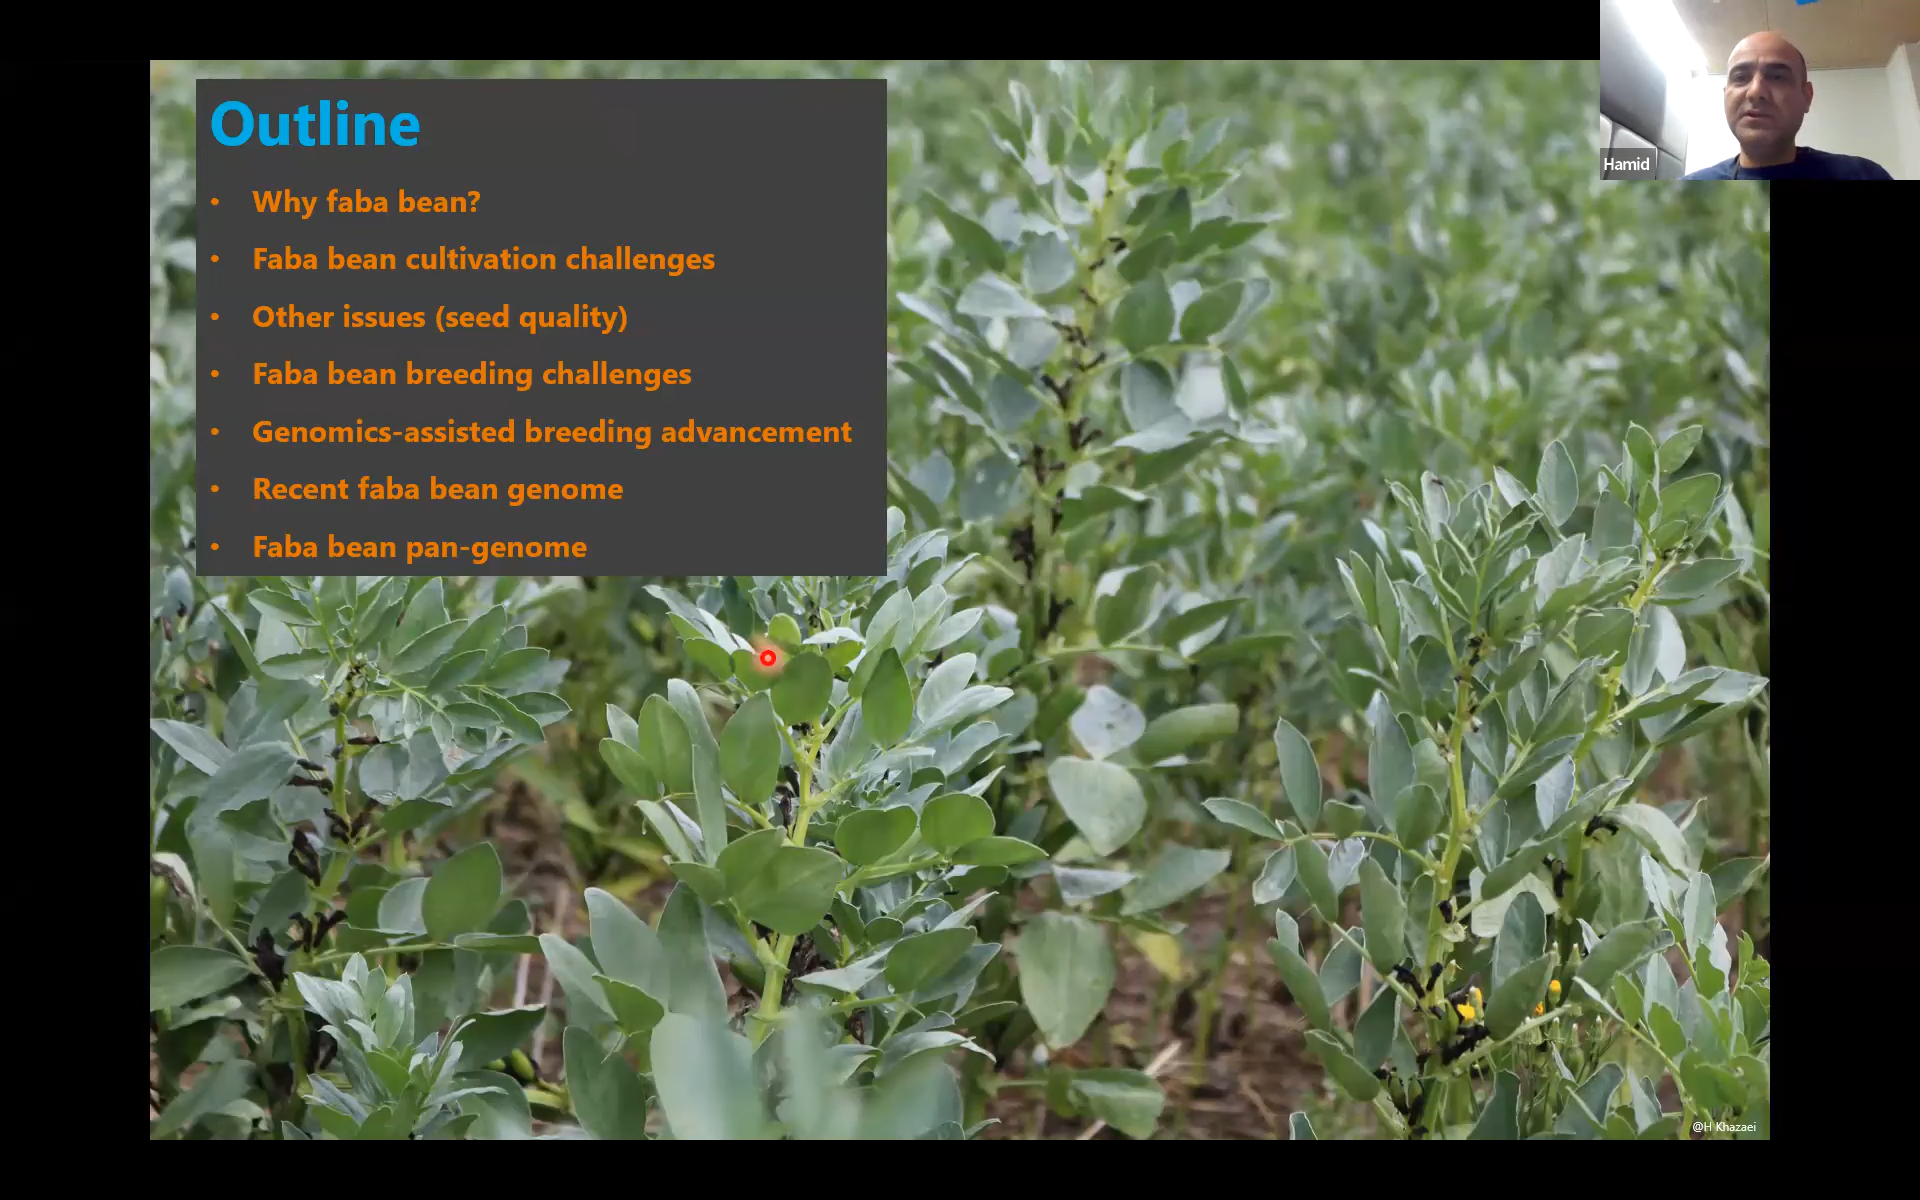 Outline
• Why faba bean?
• Faba bean cultivation challenges
• Other issues (seed quality)
• Faba bean breeding challenges
• Genomics-assisted breeding advancement
• Recent faba bean genome
• Faba bean pan-genome
Hamid
@H Khazaei